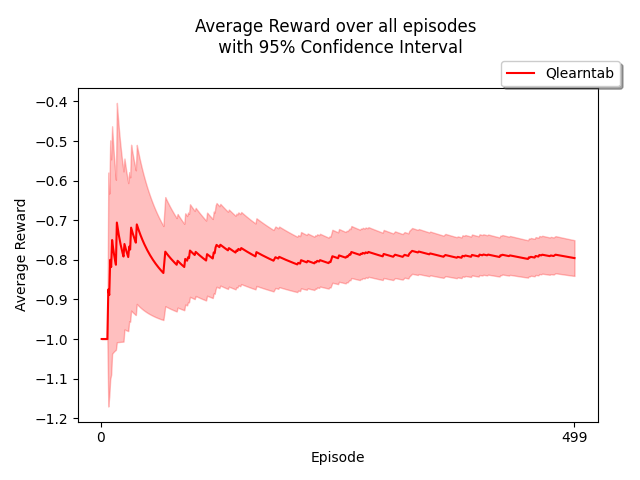 Average Reward over all episodes
with 95% Confidence Interval
Qlearntab
Average Reward
−0.4
−0.5
−0.6
−0.7
−0.8
−0.9
−1.0
−1.1
−1.2
0
499
Episode